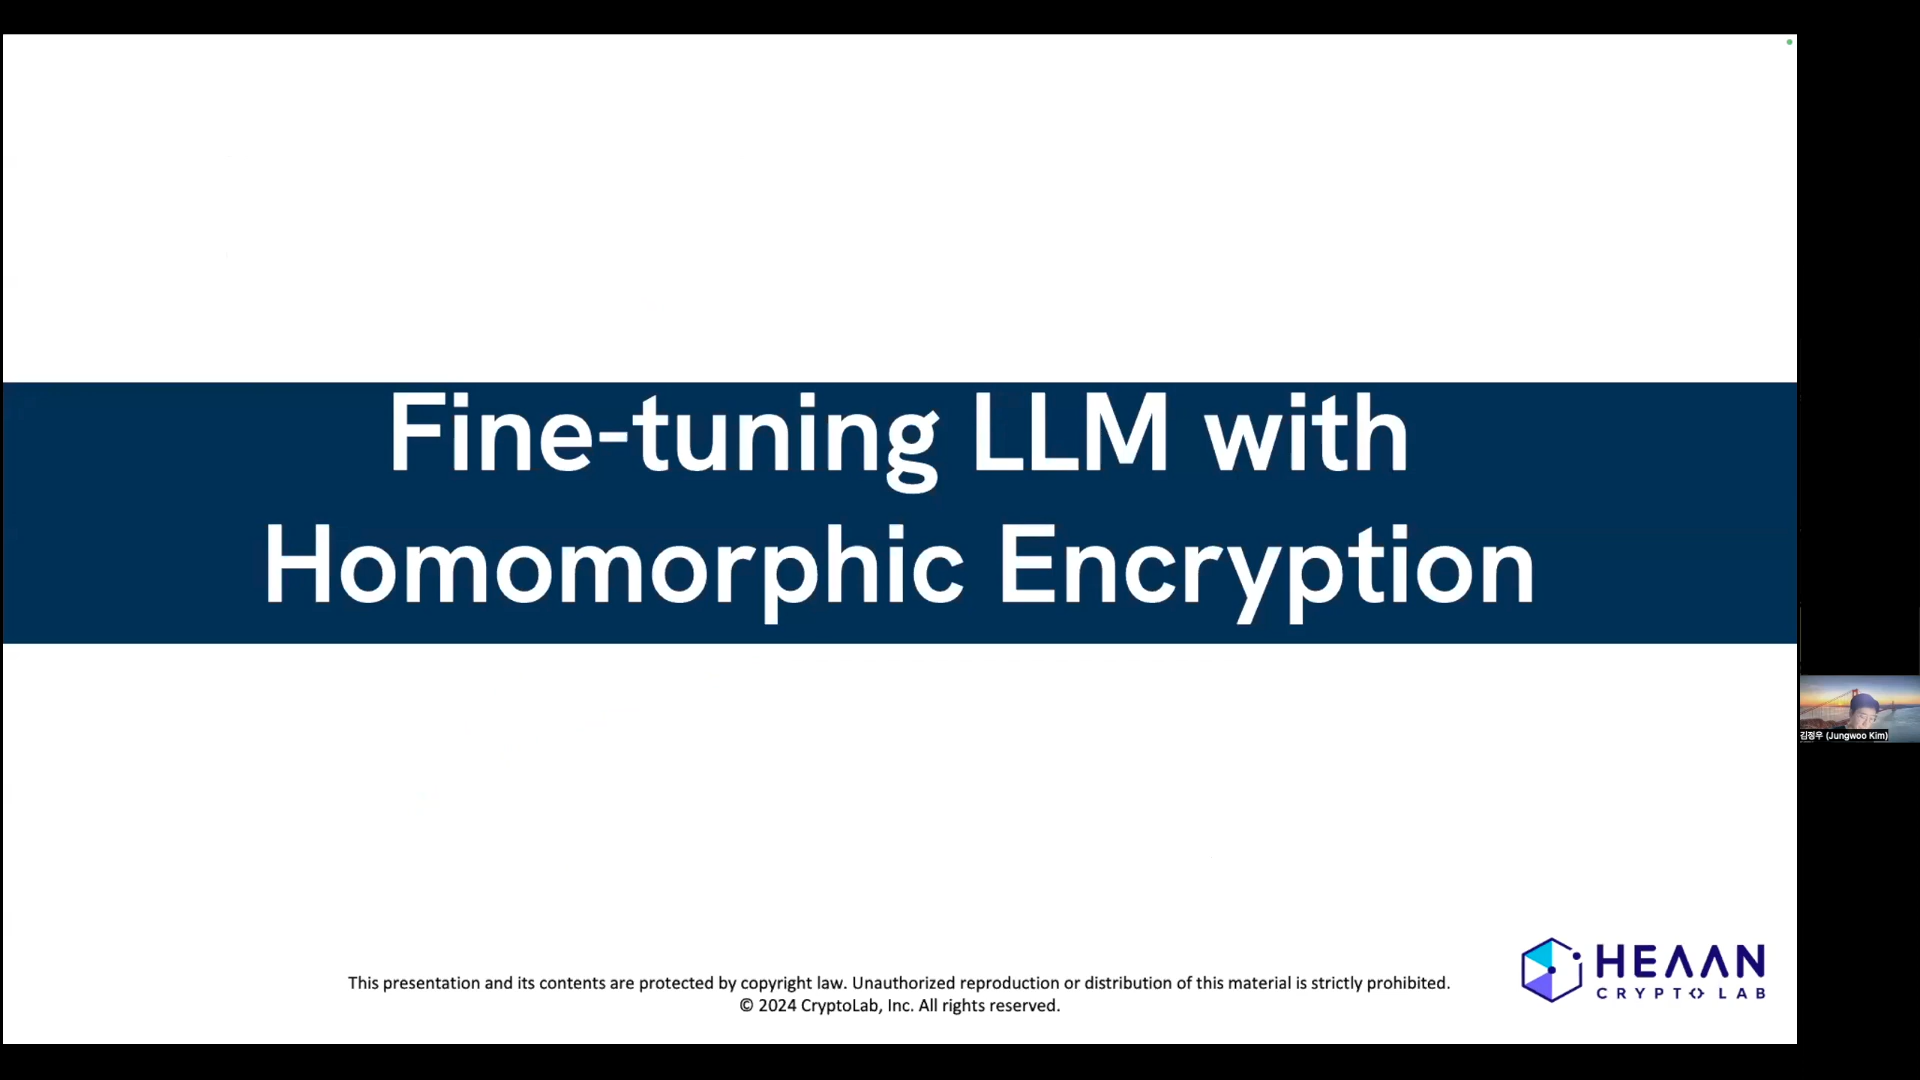 Fine-tuning LLM with
Homomorphic Encryption
김정우 (Jungwoo Kim)
HEAAN
CRYPTO LAB
This presentation and its contents are protected by copyright law. Unauthorized reproduction or distribution of this material is strictly prohibited.
© 2024 CryptoLab, Inc. All rights reserved.